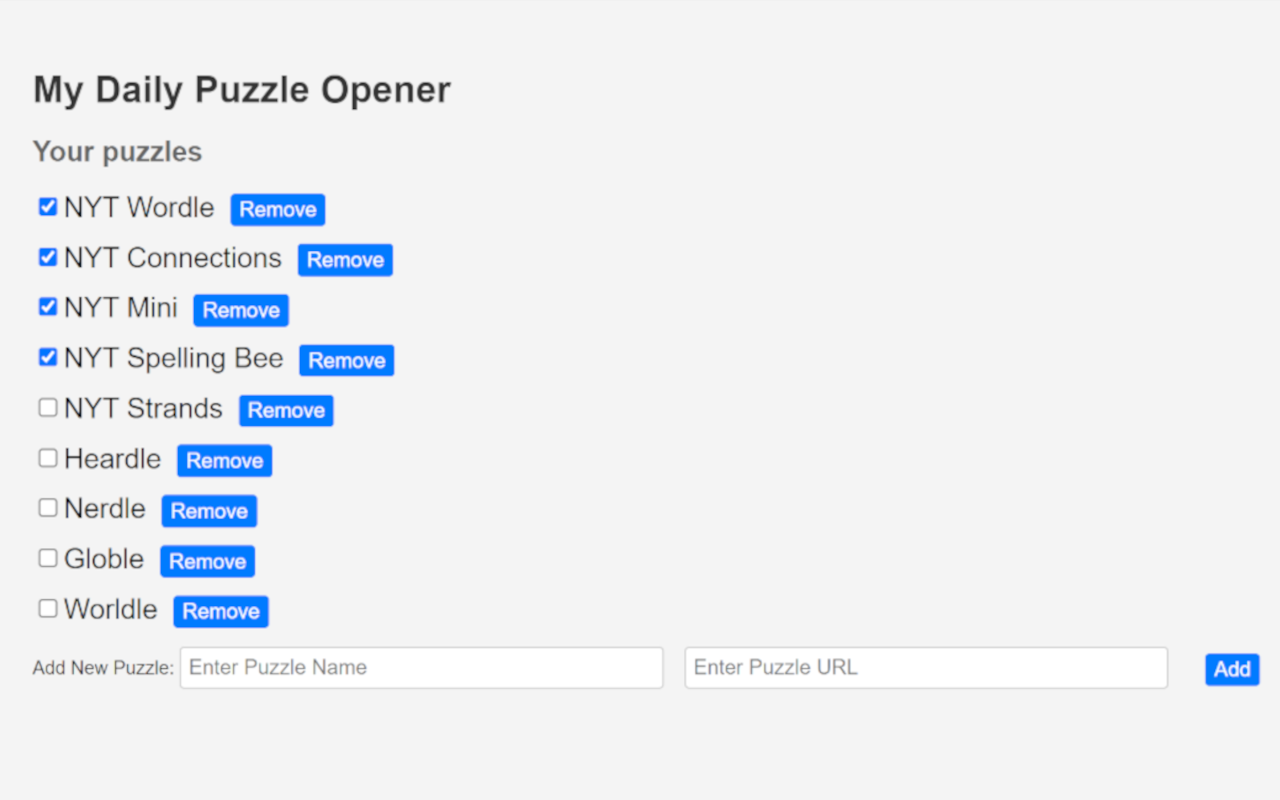 My Daily Puzzle Opener
Your puzzles
NYT Wordle Remove
NYT Connections Remove
NYT Mini Remove
NYT Spelling Bee Remove
NYT Strands Remove
Heardle Remove
Nerdle Remove
Globle Remove
Worldle Remove
Add New Puzzle: Enter Puzzle Name Enter Puzzle URL Add